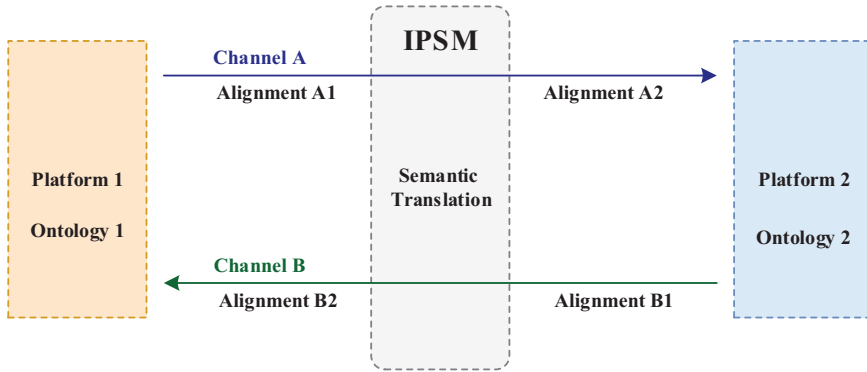 IPSM
Channel A
Alignment A1
Alignment A2
Platform 1
Ontology 1
Semantic
Translation
Platform 2
Ontology 2
Channel B
Alignment B2
Alignment B1